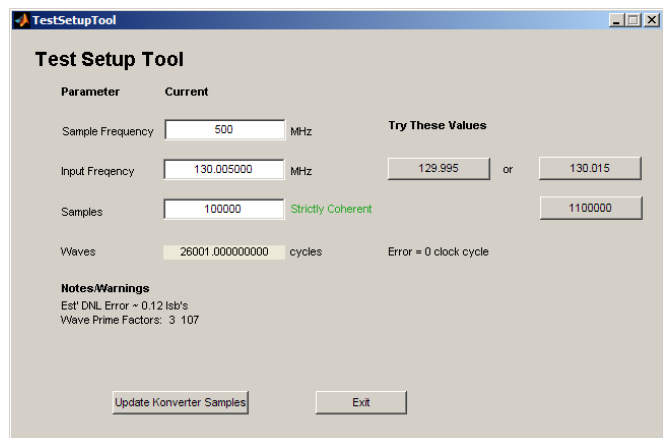 TestSetupTool
Test Setup Tool
Parameter Current
Sample Frequency 500 MHz Try These Values
Input Freqency 130.005000 MHz 129.995 or 130.015
Samples 100000 Strictly Coherent 1100000
Waves 26001.000000000 cycles Error = 0 clock cycle
Notes/Warnings
Est' DNL Error ~ 0.12 lsb's
Wave Prime Factors: 3 107
Update Konverter Samples Exit